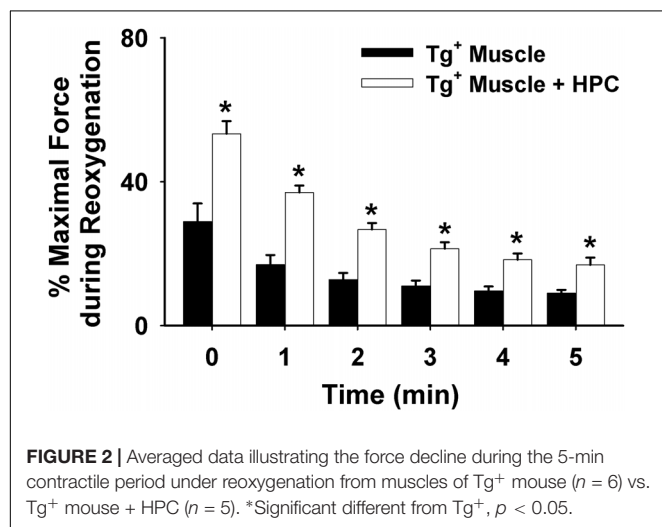 80
40
0
% Maximal Force
during Reoxygenation
Tg⁺ Muscle
Tg⁺ Muscle + HPC
* * * * * *
0 1 2 3 4 5
Time (min)
FIGURE 2 | Averaged data illustrating the force decline during the 5-min
contractile period under reoxygenation from muscles of Tg⁺ mouse (n = 6) vs.
Tg⁺ mouse + HPC (n = 5). *Significant different from Tg⁺, p < 0.05.